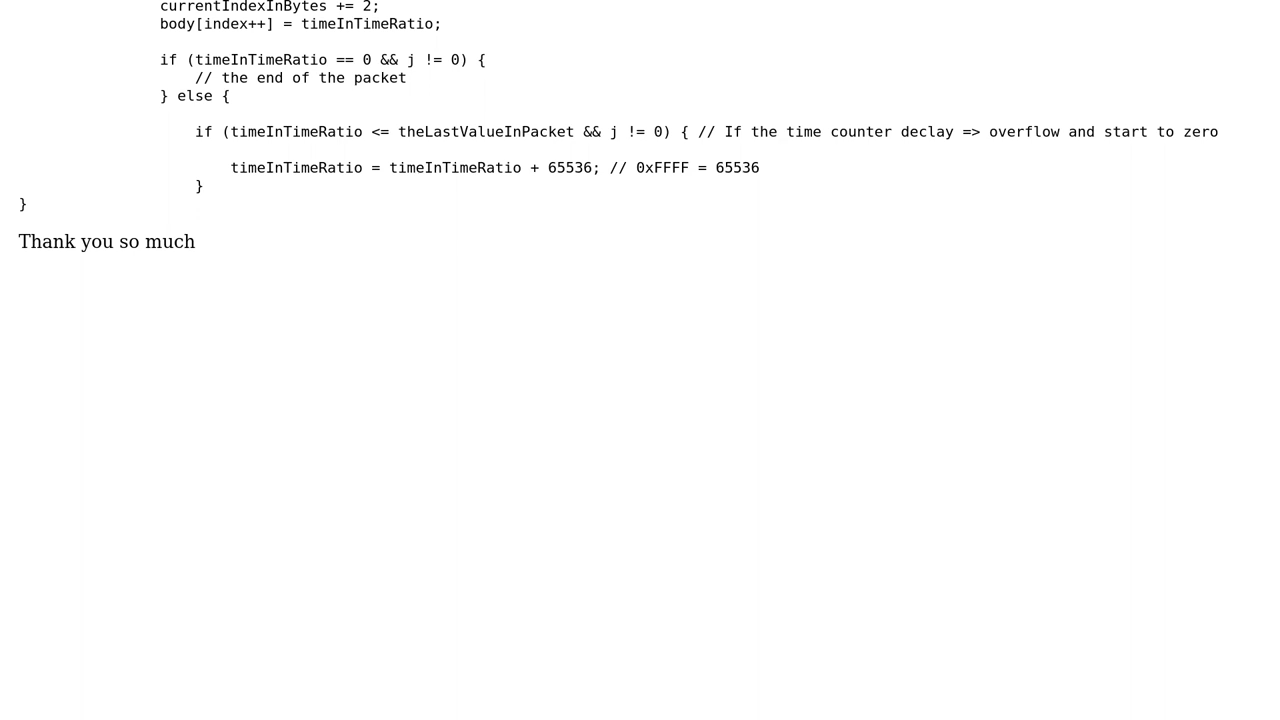 currentIndexInBytes += 2;
body[index++] = timeInTimeRatio;
if (timeInTimeRatio == 0 && j != 0) {
// the end of the packet
} else {
if (timeInTimeRatio <= theLastValueInPacket && j != 0) { // If the time counter declay => overflow and start to zero
timeInTimeRatio = timeInTimeRatio + 65536; // 0xFFFF = 65536
}
}
Thank you so much